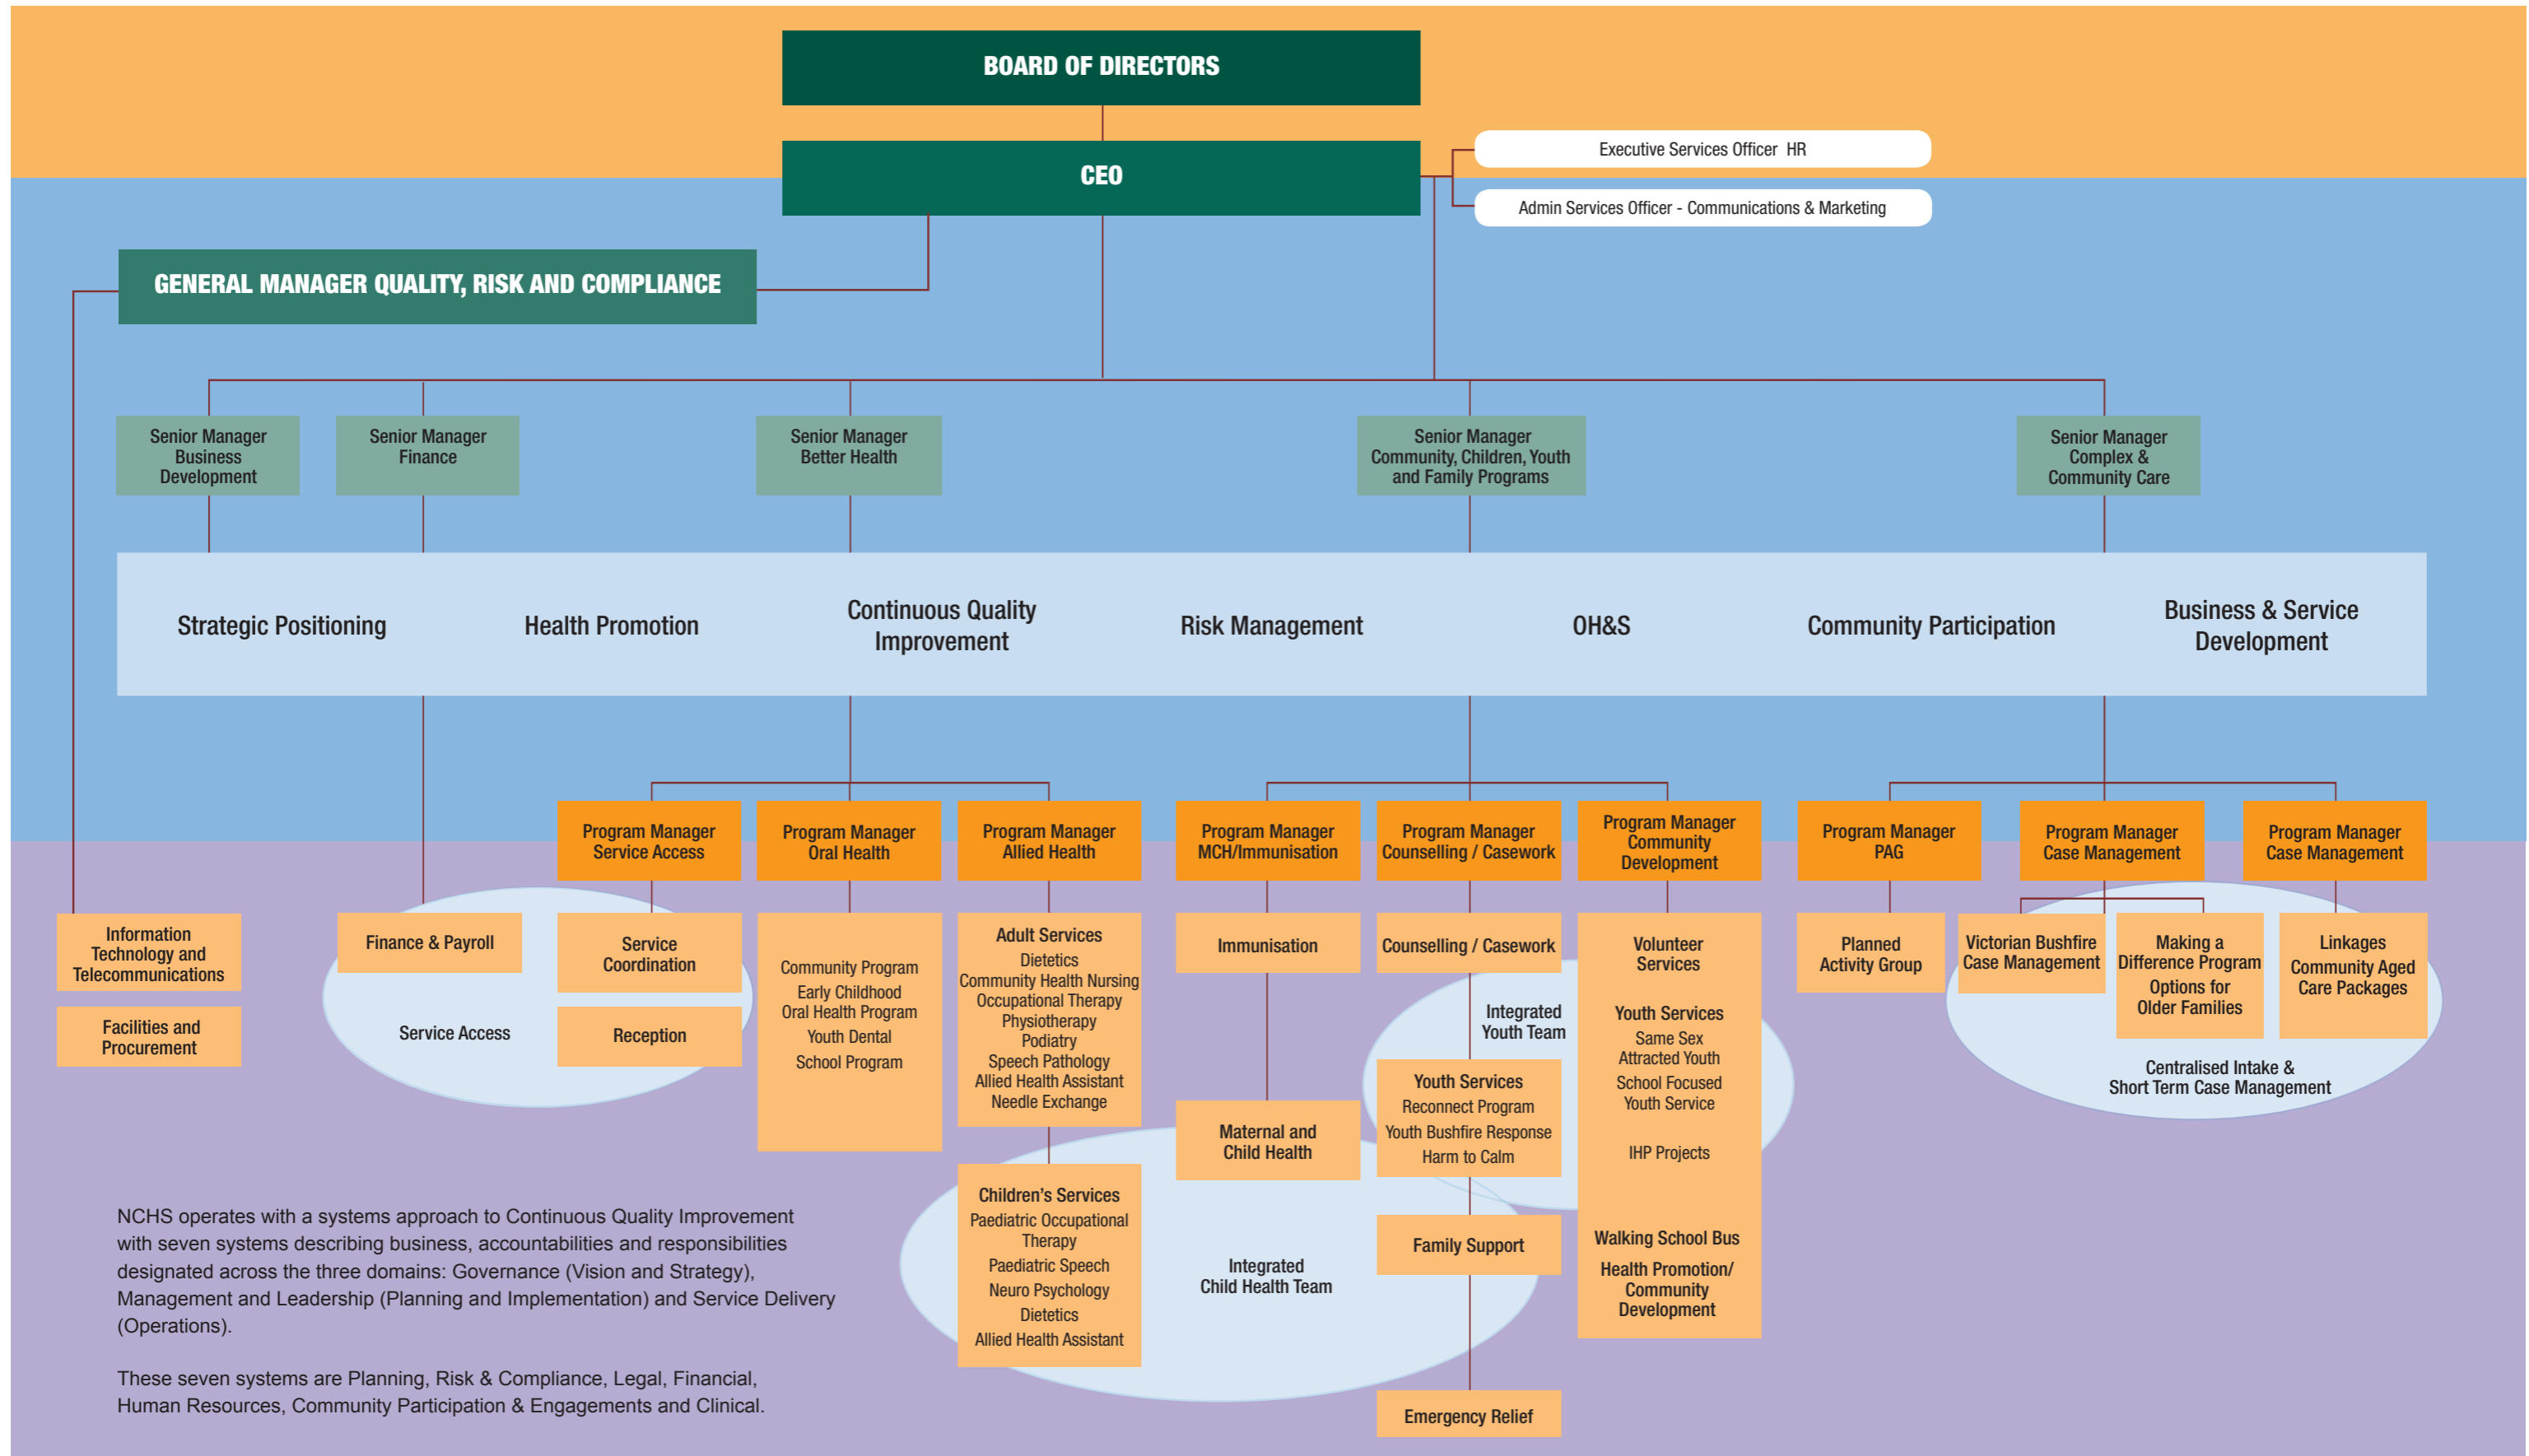 BOARD OF DIRECTORS
CEO
Executive Services Officer  HR
Admin Services Officer - Communications & Marketing
GENERAL MANAGER QUALITY, RISK AND COMPLIANCE
Senior Manager
Business
Development
Senior Manager
Finance
Senior Manager
Better Health
Senior Manager
Community, Children, Youth
and Family Programs
Senior Manager
Complex &
Community Care
Strategic Positioning
Health Promotion
Continuous Quality
Improvement
Risk Management
OH&S
Community Participation
Business & Service
Development
Program Manager
Service Access
Program Manager
Oral Health
Program Manager
Allied Health
Program Manager
MCH/Immunisation
Program Manager
Counselling / Casework
Program Manager
Community
Development
Program Manager
PAG
Program Manager
Case Management
Program Manager
Case Management
Information
Technology and
Telecommunications
Facilities and
Procurement
Finance & Payroll
Service Access
Service
Coordination
Reception
Community Program
Early Childhood
Oral Health Program
Youth Dental
School Program
Adult Services
Dietetics
Community Health Nursing
Occupational Therapy
Physiotherapy
Podiatry
Speech Pathology
Allied Health Assistant
Needle Exchange
Children's Services
Paediatric Occupational
Therapy
Paediatric Speech
Neuro Psychology
Dietetics
Allied Health Assistant
Immunisation
Maternal and
Child Health
Integrated
Child Health Team
Counselling / Casework
Integrated
Youth Team
Youth Services
Reconnect Program
Youth Bushfire Response
Harm to Calm
Family Support
Emergency Relief
Volunteer
Services
Youth Services
Same Sex
Attracted Youth
School Focused
Youth Service
IHP Projects
Walking School Bus
Health Promotion/
Community
Development
Planned
Activity Group
Victorian Bushfire
Case Management
Making a
Difference Program
Options for
Older Families
Linkages
Community Aged
Care Packages
Centralised Intake &
Short Term Case Management
NCHS operates with a systems approach to Continuous Quality Improvement
with seven systems describing business, accountabilities and responsibilities
designated across the three domains: Governance (Vision and Strategy),
Management and Leadership (Planning and Implementation) and Service Delivery
(Operations).
These seven systems are Planning, Risk & Compliance, Legal, Financial,
Human Resources, Community Participation & Engagements and Clinical.